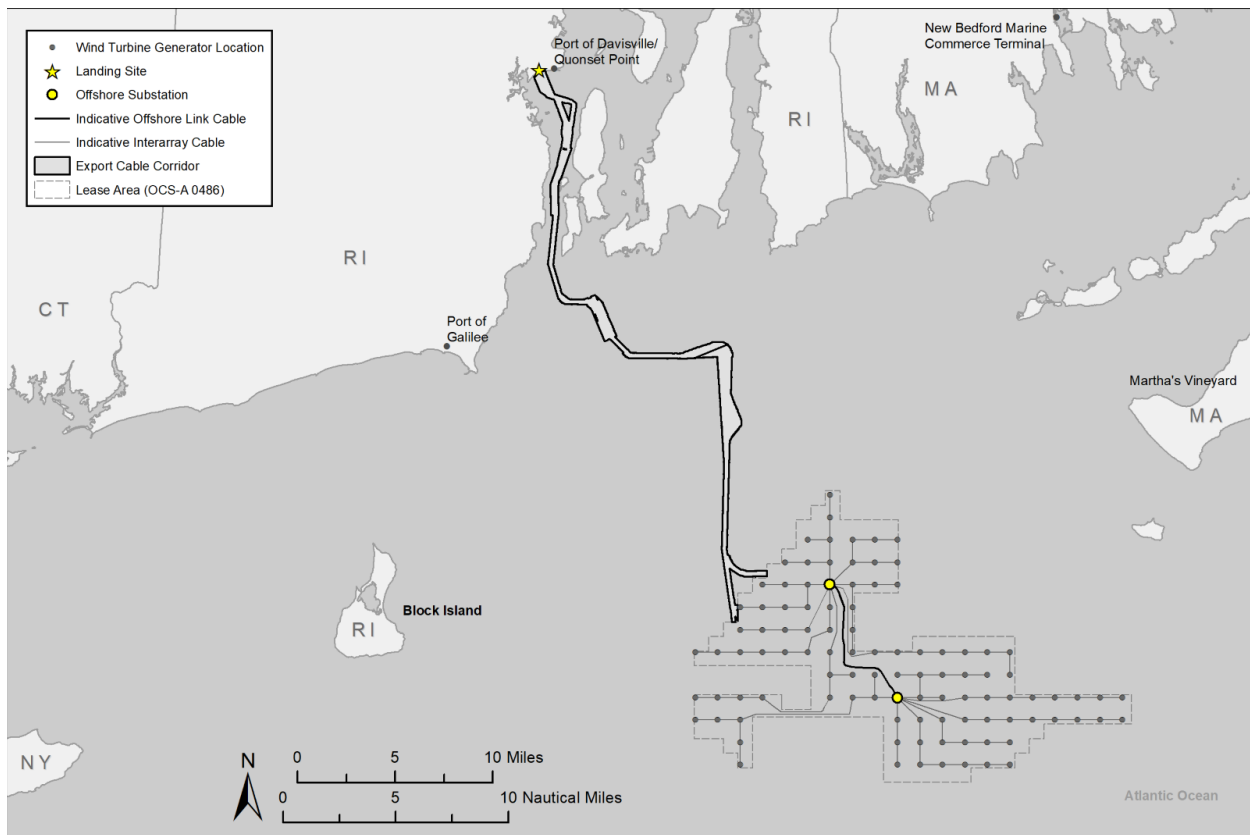 Wind Turbine Generator Location
Landing Site
Offshore Substation
Indicative Offshore Link Cable
Indicative Interarray Cable
Export Cable Corridor
Lease Area (OCS-A 0486)
Port of Davisville/
Quonset Point
New Bedford Marine
Commerce Terminal
MA
RI
RI
CT
Port of
Galilee
Martha's Vineyard
MA
Block Island
RI
NY
N
0 5 10 Miles
0 5 10 Nautical Miles
Atlantic Ocean